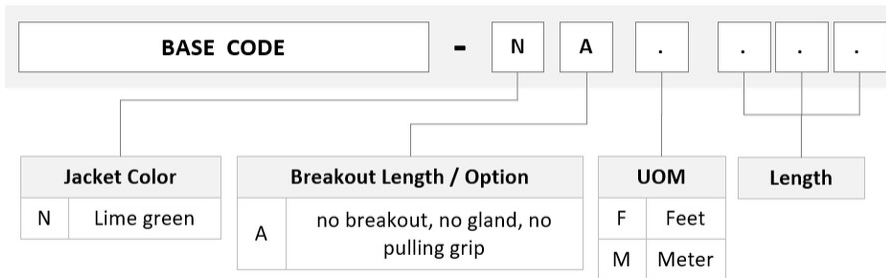 BASE CODE - N A . . . .
Jacket Color
N Lime green
Breakout Length / Option
A no breakout, no gland, no
pulling grip
UOM
F Feet
M Meter
Length